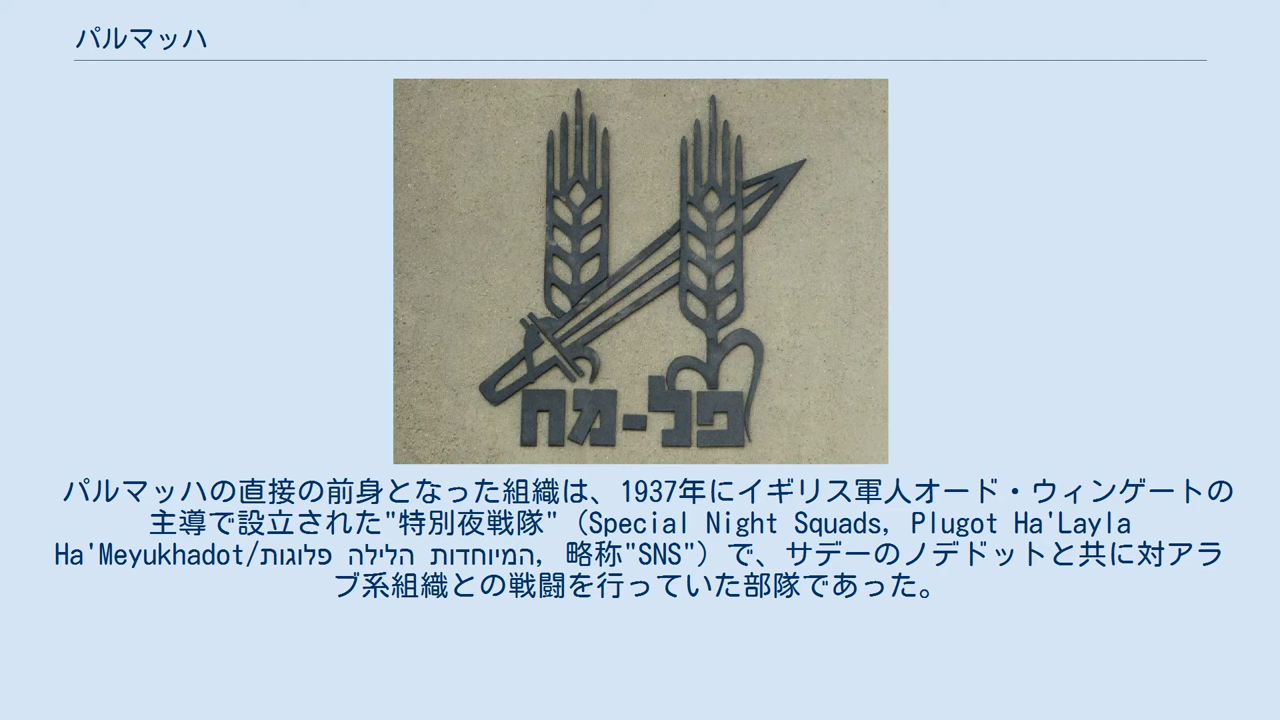 パルマッハ
פל-מח
パルマッハの直接の前身となった組織は、1937年にイギリス軍人オード・ウィンゲートの
主導で設立された"特別夜戦隊"（Special Night Squads, Plugot Ha'Layla
Ha'Meyukhadot/המיוחדות הלילה פלוגות, 略称"SNS"）で、サデーのノデドットと共に対アラ
ブ系組織との戦闘を行っていた部隊であった。